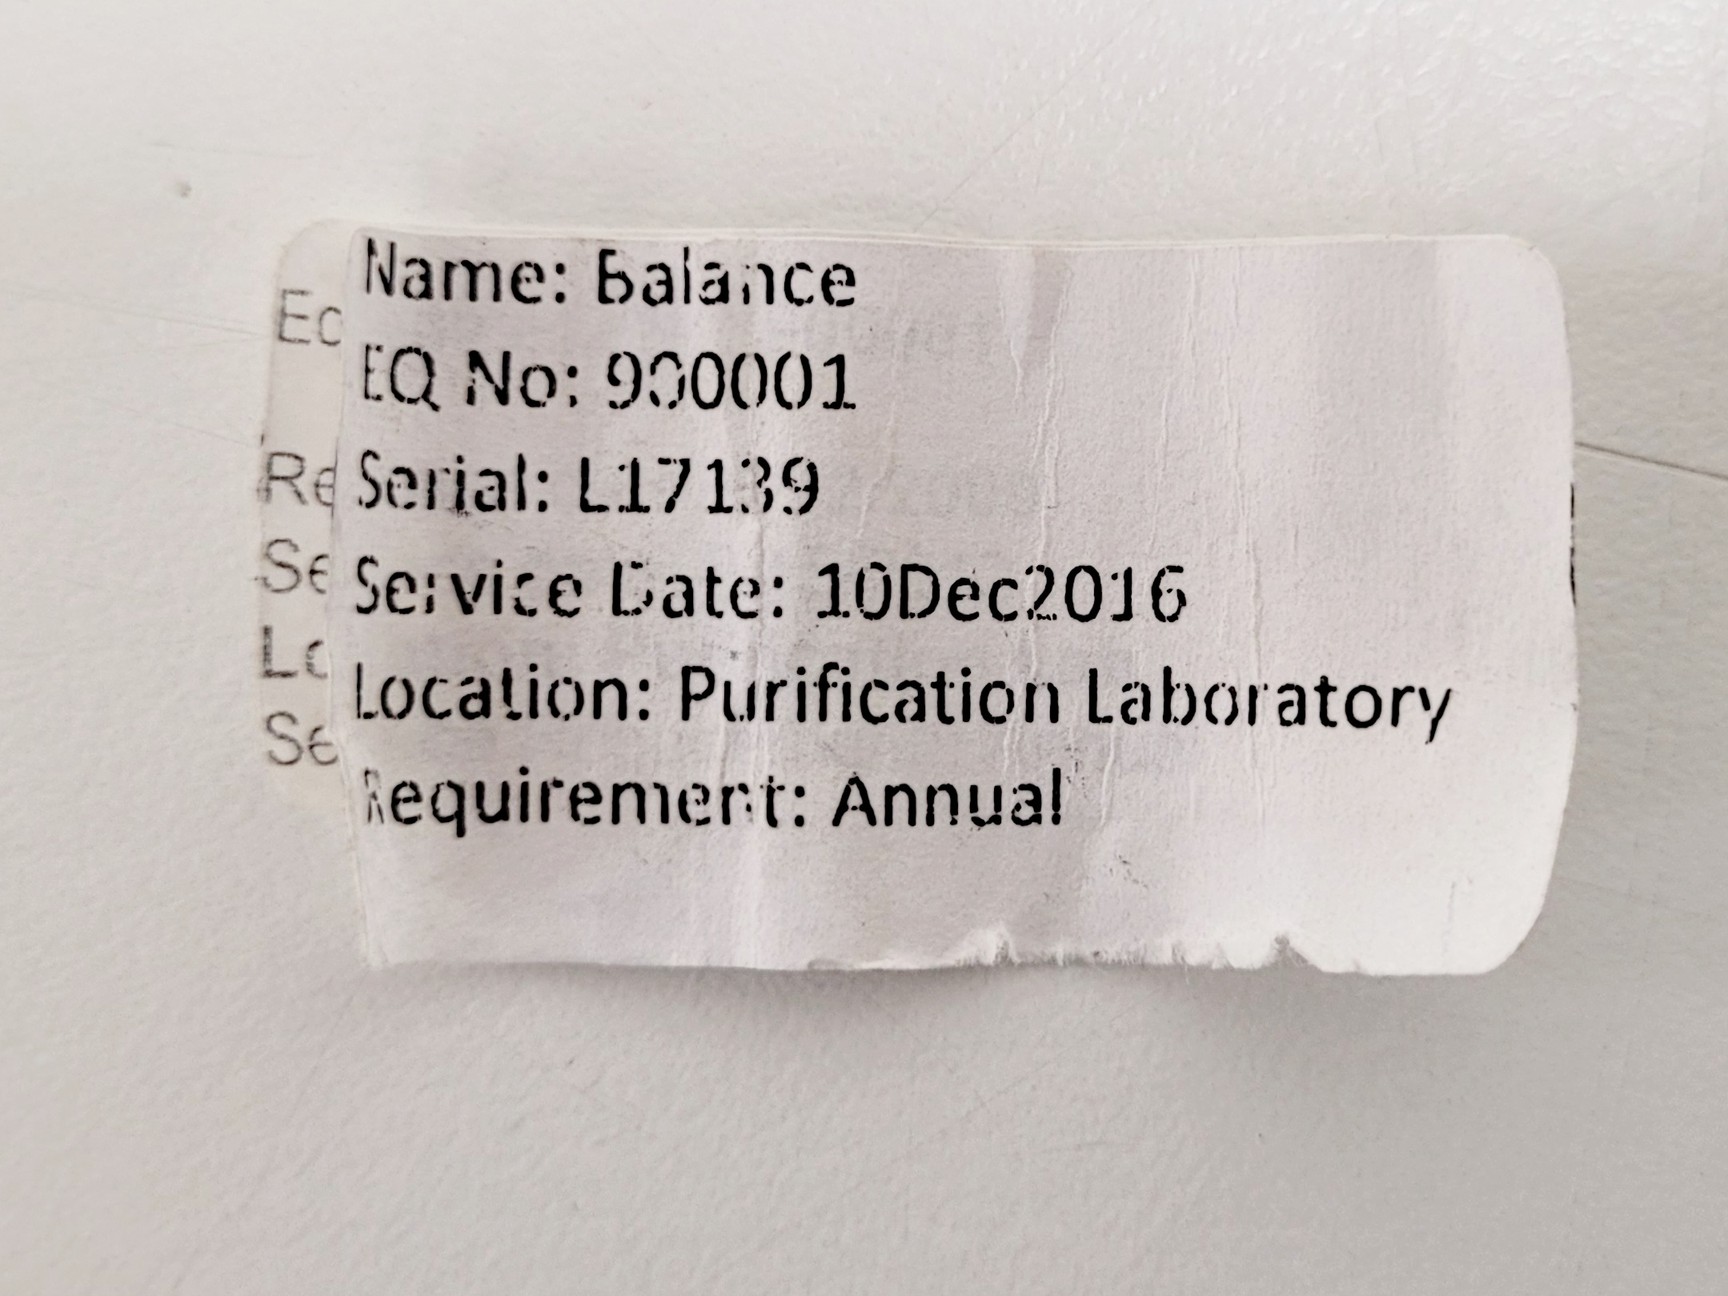 Name: Balance
EQ No: 900001
Serial: L17139
Service Date: 10Dec2016
Location: Purification Laboratory
Requirement: Annual